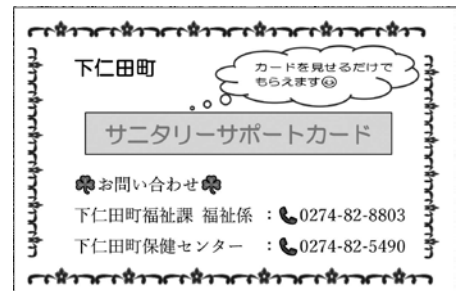 下仁田町
カードを見せるだけで
もらえます☺
サニタリーサポートカード
☘お問い合わせ☘
下仁田町福祉課 福祉係 :📞0274-82-8803
下仁田町保健センター :📞0274-82-5490